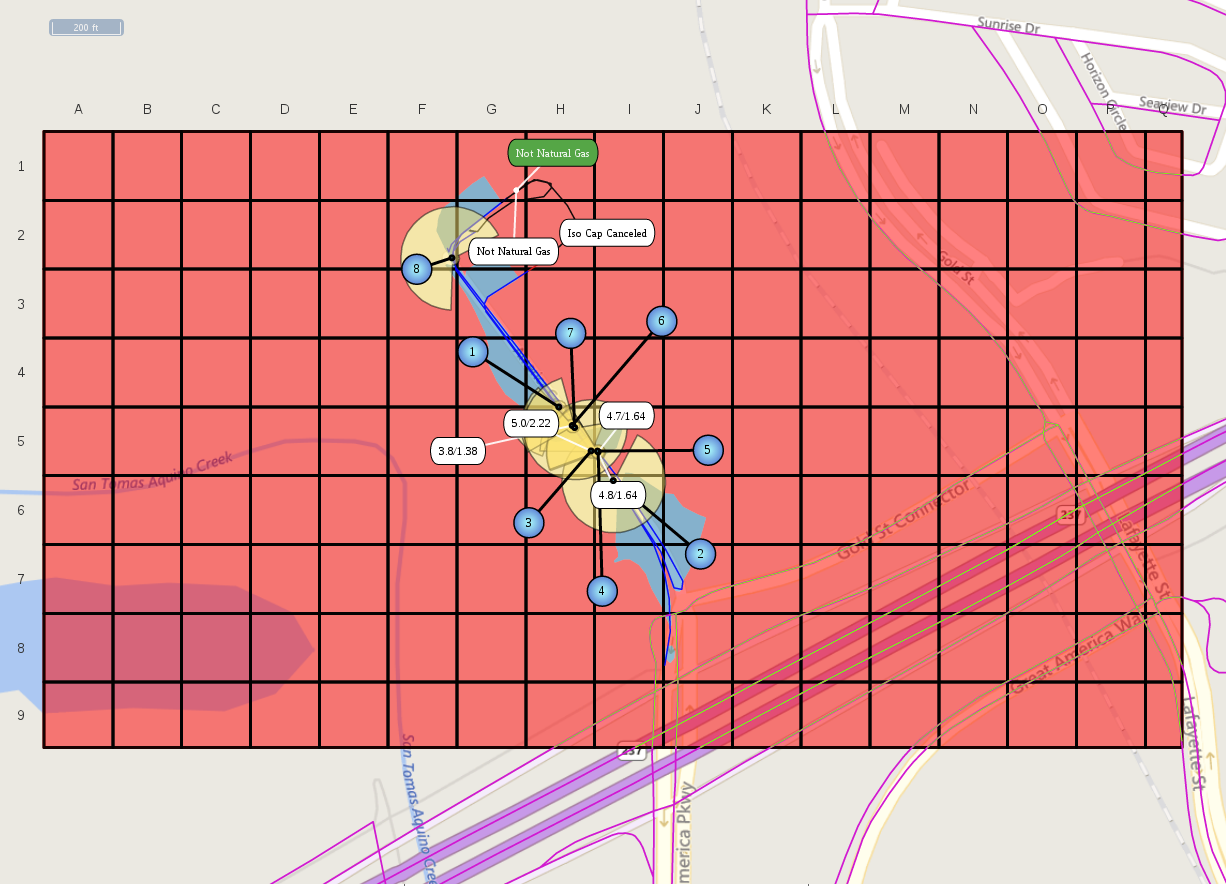 200 ft
Sunrise Dr
Horizon Circle
Seaview Dr
A B C D E F G H I J K L M N O P Q
1
Not Natural Gas
2
Iso Cap Canceled
Not Natural Gas
8
Gold St
3
6
7
1
4
4.7/1.64
5.0/2.22
5
3.8/1.38
5
San Tomas Aquino Creek
4.8/1.64
6
3
237
Gold St Connector
2
Lafayette St
7
4
8
Great America Way
9
237
San Tomas Aquino Cree
Lafayette St
merica Pkwy